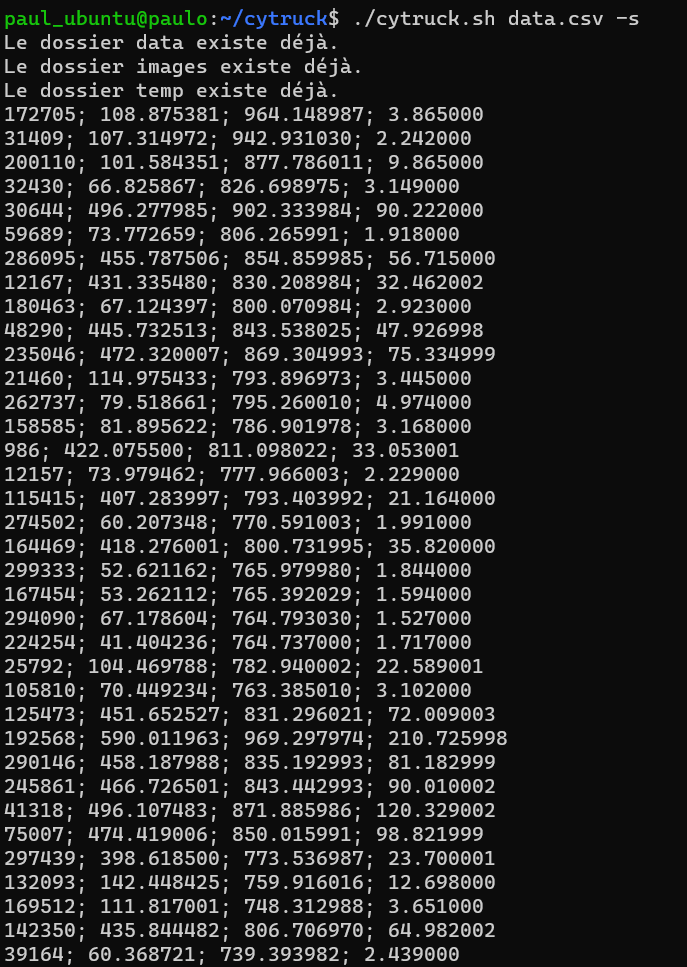 paul_ubuntu@paulo:~/cytruck$ ./cytruck.sh data.csv -s
Le dossier data existe déjà.
Le dossier images existe déjà.
Le dossier temp existe déjà.
172705; 108.875381; 964.148987; 3.865000
31409; 107.314972; 942.931030; 2.242000
200110; 101.584351; 877.786011; 9.865000
32430; 66.825867; 826.698975; 3.149000
30644; 496.277985; 902.333984; 90.222000
59689; 73.772659; 806.265991; 1.918000
286095; 455.787506; 854.859985; 56.715000
12167; 431.335480; 830.208984; 32.462002
180463; 67.124397; 800.070984; 2.923000
48290; 445.732513; 843.538025; 47.926998
235046; 472.320007; 869.304993; 75.334999
21460; 114.975433; 793.896973; 3.445000
262737; 79.518661; 795.260010; 4.974000
158585; 81.895622; 786.901978; 3.168000
986; 422.075500; 811.098022; 33.053001
12157; 73.979462; 777.966003; 2.229000
115415; 407.283997; 793.403992; 21.164000
274502; 60.207348; 770.591003; 1.991000
164469; 418.276001; 800.731995; 35.820000
299333; 52.621162; 765.979980; 1.844000
167454; 53.262112; 765.392029; 1.594000
294090; 67.178604; 764.793030; 1.527000
224254; 41.404236; 764.737000; 1.717000
25792; 104.469788; 782.940002; 22.589001
105810; 70.449234; 763.385010; 3.102000
125473; 451.652527; 831.296021; 72.009003
192568; 590.011963; 969.297974; 210.725998
290146; 458.187988; 835.192993; 81.182999
245861; 466.726501; 843.442993; 90.010002
41318; 496.107483; 871.885986; 120.329002
75007; 474.419006; 850.015991; 98.821999
297439; 398.618500; 773.536987; 23.700001
132093; 142.448425; 759.916016; 12.698000
169512; 111.817001; 748.312988; 3.651000
142350; 435.844482; 806.706970; 64.982002
39164; 60.368721; 739.393982; 2.439000